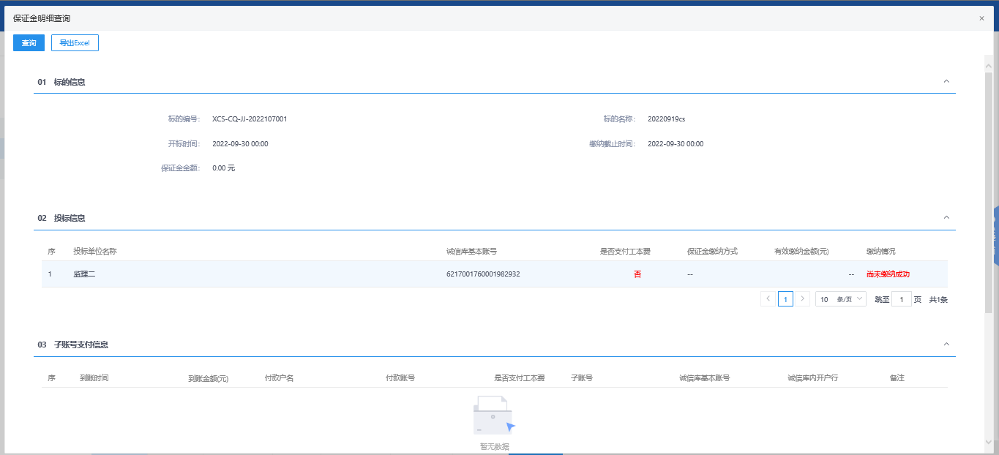 保证金明细查询 ×
查询 导出Excel
01 标的信息
标的编号： XCS-CQ-JJ-2022107001 标的名称： 20220919cs
开标时间： 2022-09-30 00:00 缴纳截止时间： 2022-09-30 00:00
保证金金额： 0.00 元
02 投标信息
序 投标单位名称 诚信库基本账号 是否支付工本费 保证金缴纳方式 有效缴纳金额(元) 缴纳情况
1 监理二 6217001760001982932 否 -- -- 尚未缴纳成功
1 10 条/页 跳至 1 页 共1条
03 子账号支付信息
序 到账时间 到账金额(元) 付款户名 付款账号 是否支付工本费 子账号 诚信库基本账号 诚信库内开户行 备注
暂无数据